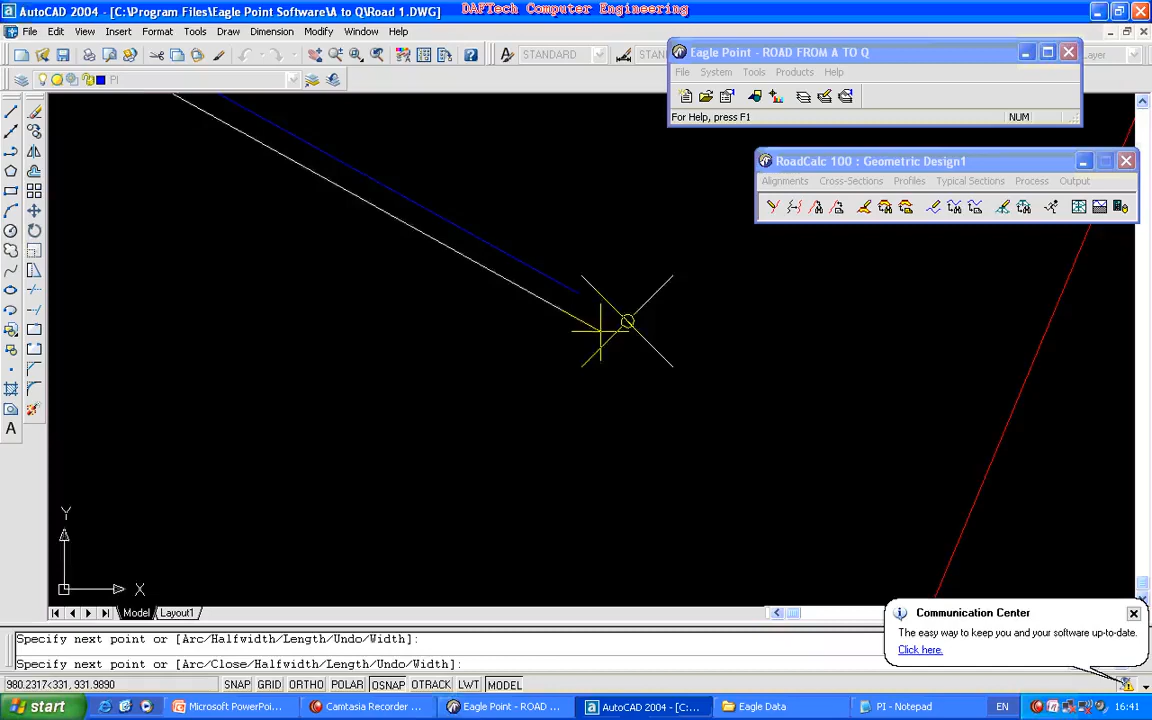 AutoCAD 2004 - [C:\Program Files\Eagle Point Software\A to Q\Road 1.DWG]
DAFTech Computer Engineering
File Edit View Insert Format Tools Draw Dimension Modify Window Help
STANDARD
STAN
Layer
PI
Eagle Point - ROAD FROM A TO Q
File System Tools Products Help
For Help, press F1
NUM
RoadCalc 100 : Geometric Design1
Alignments Cross-Sections Profiles Typical Sections Process Output
A
Y
X
Model Layout1
Communication Center
The easy way to keep you and your software up-to-date.
Click here.
Specify next point or [Arc/Halfwidth/Length/Undo/Width]:
Specify next point or [Arc/Close/Halfwidth/Length/Undo/Width]:
980.2317<331, 931.9890
SNAP GRID ORTHO POLAR OSNAP OTRACK LWT MODEL
start
Microsoft PowerPoi...
Camtasia Recorder ...
Eagle Point - ROAD ...
AutoCAD 2004 - [C:...
Eagle Data
PI - Notepad
EN
16:41